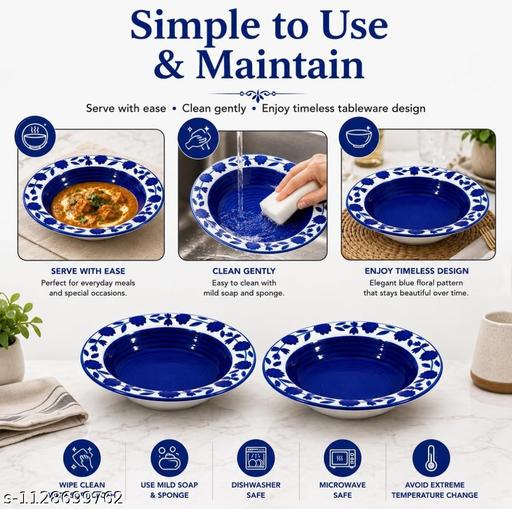 Simple to Use
& Maintain
Serve with ease • Clean gently • Enjoy timeless tableware design
SERVE WITH EASE
Perfect for everyday meals
and special occasions.
CLEAN GENTLY
Easy to clean with
mild soap and sponge.
ENJOY TIMELESS DESIGN
Elegant blue floral pattern
that stays beautiful over time.
WIPE CLEAN
USE MILD SOAP
& SPONGE
DISHWASHER
SAFE
MICROWAVE
SAFE
AVOID EXTREME
TEMPERATURE CHANGE
s-1128699762